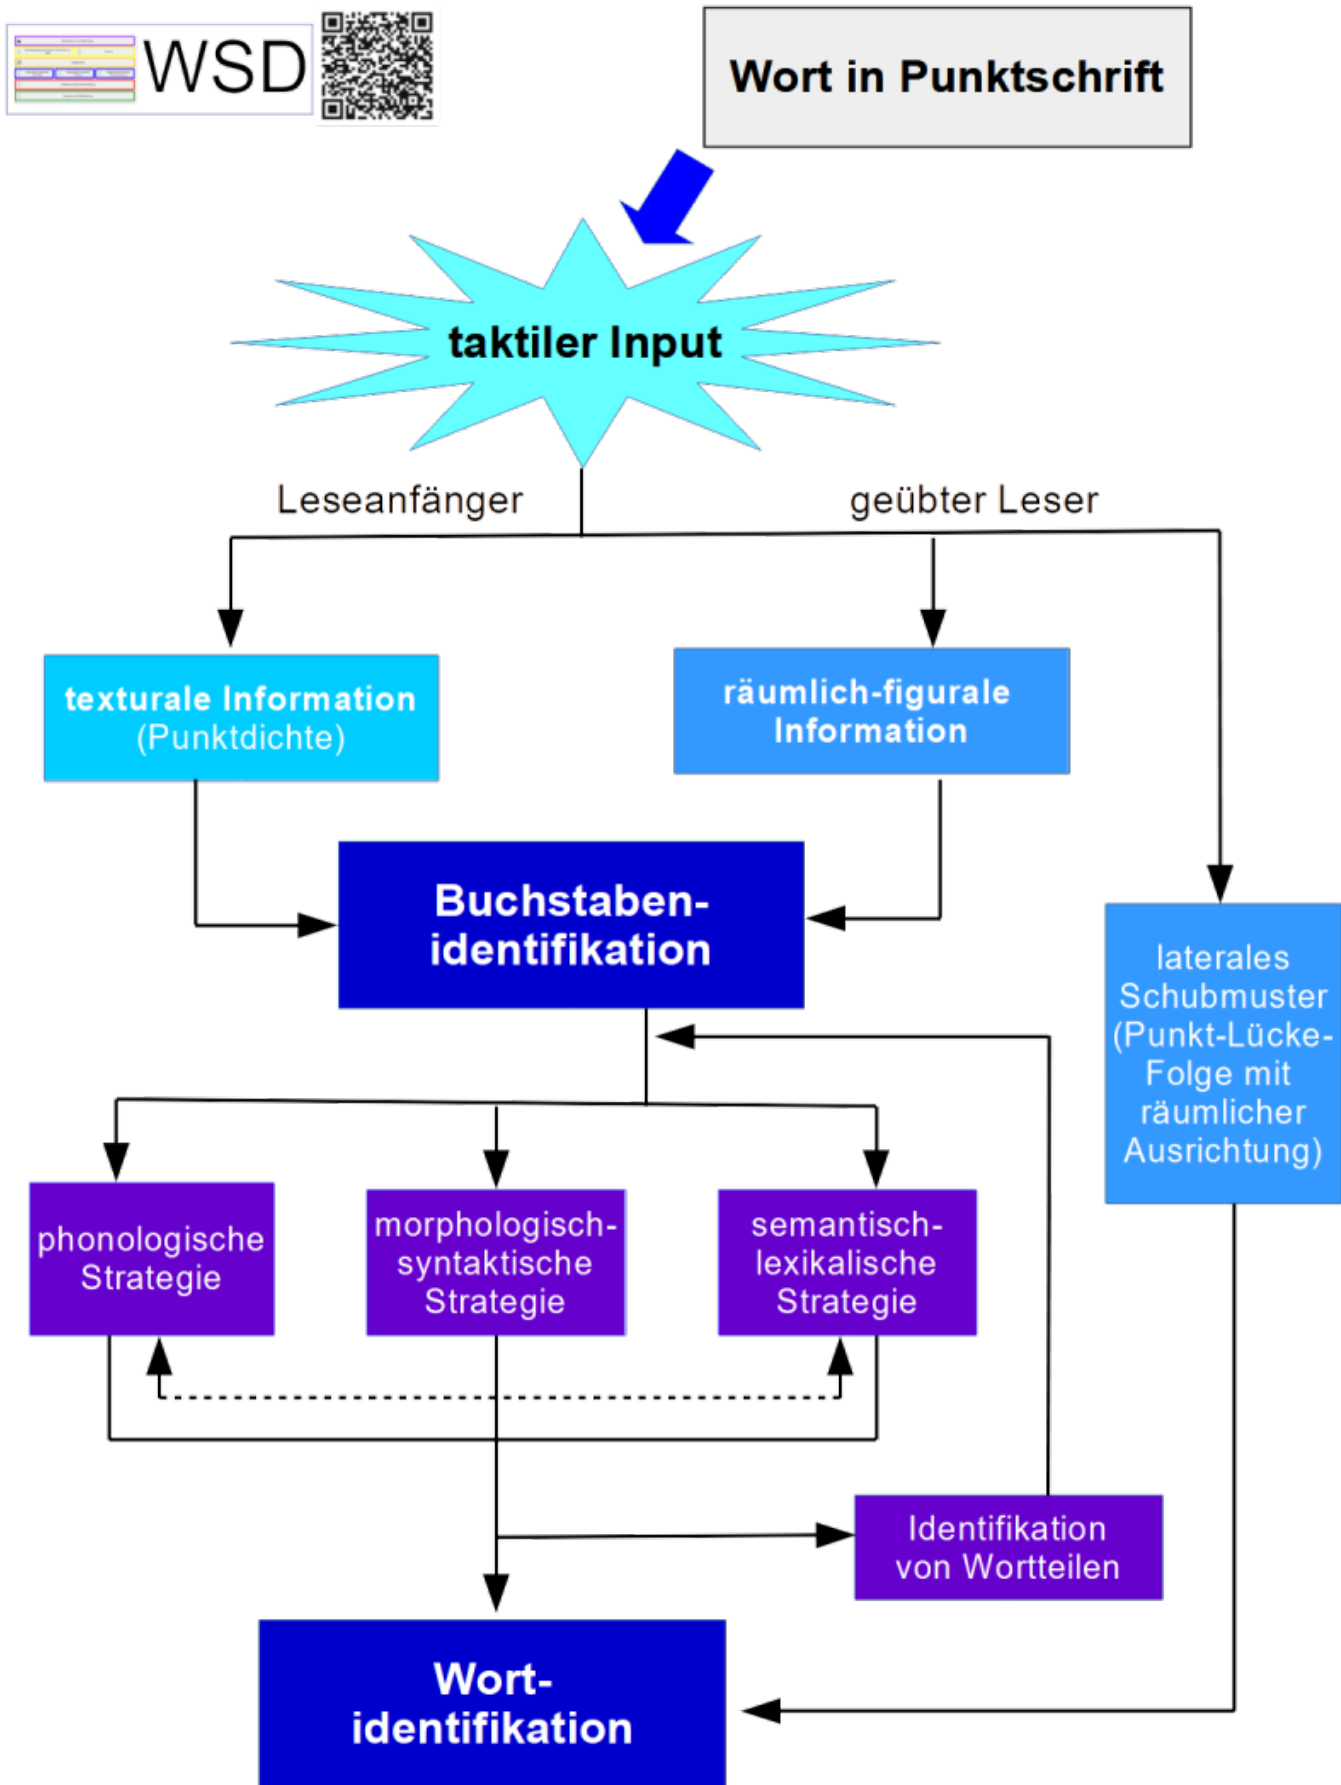 WSD
Wort in Punktschrift
taktiler Input
Leseanfänger
geübter Leser
texturale Information
(Punktdichte)
räumlich-figurale
Information
Buchstaben-
identifikation
laterales
Schubmuster
(Punkt-Lücke-
Folge mit
räumlicher
Ausrichtung)
phonologische
Strategie
morphologisch-
syntaktische
Strategie
semantisch-
lexikalische
Strategie
Identifikation
von Wortteilen
Wort-
identifikation